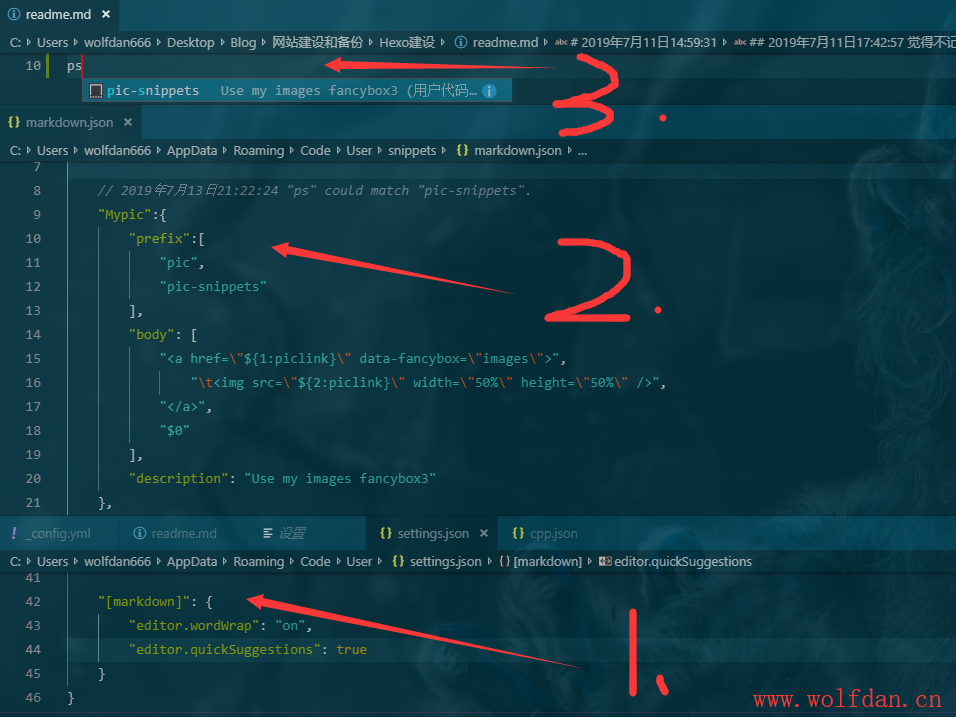 readme.md ×
C: > Users > wolfdan666 > Desktop > Blog > 网站建设和备份 > Hexo建设 > readme.md > abc # 2019年7月11日14:59:31 > abc ## 2019年7月11日17:42:57 觉得不记
10 ps
pic-snippets Use my images fancybox3 (用户代码…
3.
{} markdown.json ×
C: > Users > wolfdan666 > AppData > Roaming > Code > User > snippets > {} markdown.json > ...
7
8 // 2019年7月13日21:22:24 "ps" could match "pic-snippets".
9 "Mypic":{
10 "prefix":[
11 "pic",
12 "pic-snippets"
13 ],
2.
14 "body": [
15 "<a href=\"${1:piclink}\" data-fancybox=\"images\">",
16 "\t<img src=\"${2:piclink}\" width=\"50%\" height=\"50%\" />",
17 "</a>",
18 "$0"
19 ],
20 "description": "Use my images fancybox3"
21 },
! _config.yml readme.md 设置 {} settings.json × {} cpp.json
C: > Users > wolfdan666 > AppData > Roaming > Code > User > {} settings.json > {} [markdown] > abc editor.quickSuggestions
41
42 "[markdown]": {
43 "editor.wordWrap": "on",
44 "editor.quickSuggestions": true
45 }
46 }
1.
www.wolfdan.cn